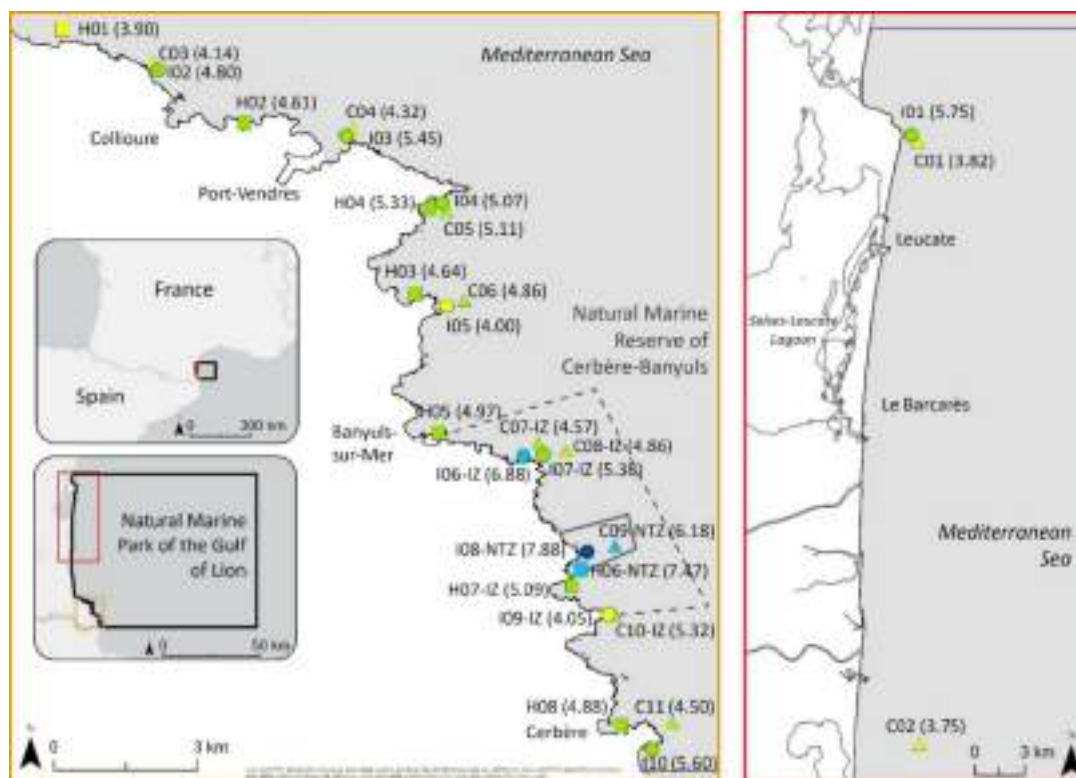 H01 (3.90)
Mediterranean Sea
C03 (4.14)
I02 (4.80)
H02 (4.61)
C04 (4.32)
Collioure
I03 (5.45)
Port-Vendres
H04 (5.33)
I04 (5.07)
C05 (5.11)
H03 (4.64)
C06 (4.86)
I05 (4.00)
France
Spain
0 300 km
Natural Marine
Reserve of
Cerbère-Banyuls
H05 (4.97)
C07-IZ (4.57)
Banyuls-
sur-Mer
C08-IZ (4.86)
I06-IZ (6.88)
I07-IZ (5.38)
Natural Marine
Park of the Gulf
of Lion
0 50 km
C09-NTZ (6.18)
I08-NTZ (7.88)
H06-NTZ (7.47)
H07-IZ (5.09)
I09-IZ (4.05)
C10-IZ (5.32)
H08 (4.88)
C11 (4.50)
Cerbère
I10 (5.60)
0 3 km
I01 (5.75)
C01 (3.82)
Leucate
Salses-Leucate
Lagoon
Le Barcarès
Mediterranean
Sea
C02 (3.75)
0 3 km